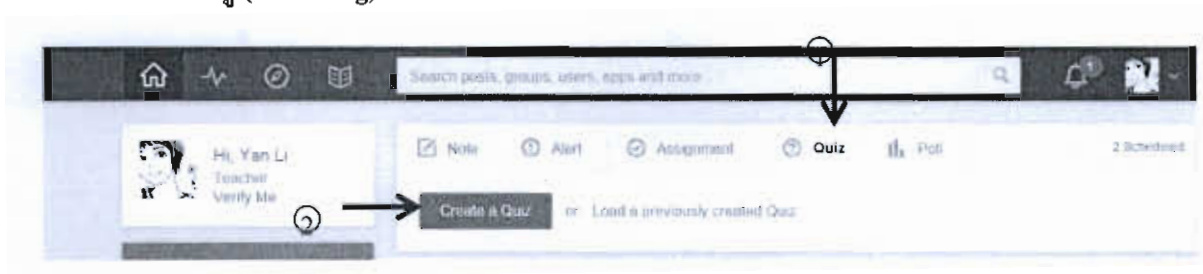 Search posts, groups, users, apps and more
Note Alert Assignment Quiz Poll 2 Scheduled
Hi, Yan Li
Teacher
Verify Me
Create a Quiz or Load a previously created Quiz